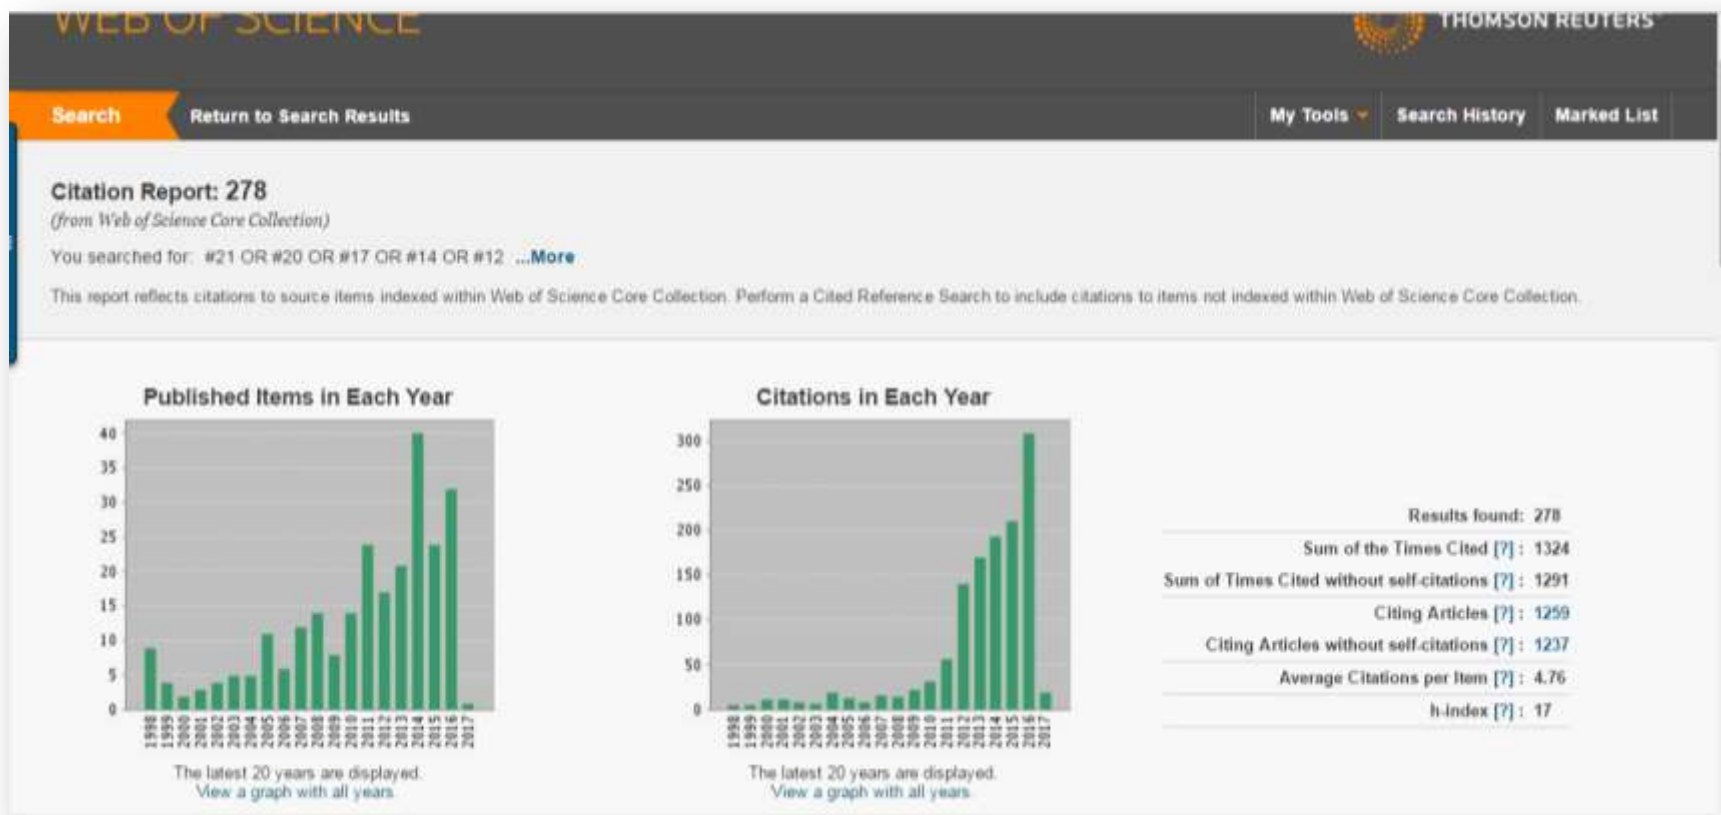 WEB OF SCIENCE
THOMSON REUTERS
Search
Return to Search Results
My Tools
Search History
Marked List
Citation Report: 278
(from Web of Science Core Collection)
You searched for: #21 OR #20 OR #17 OR #14 OR #12 ...More
This report reflects citations to source items indexed within Web of Science Core Collection. Perform a Cited Reference Search to include citations to items not indexed within Web of Science Core Collection.
Published Items in Each Year
40
35
30
25
20
15
10
5
0
1998
1999
2000
2001
2002
2003
2004
2005
2006
2007
2008
2009
2010
2011
2012
2013
2014
2015
2016
2017
The latest 20 years are displayed.
View a graph with all years.
Citations in Each Year
300
250
200
150
100
50
0
1998
1999
2000
2001
2002
2003
2004
2005
2006
2007
2008
2009
2010
2011
2012
2013
2014
2015
2016
2017
The latest 20 years are displayed.
View a graph with all years.
Results found: 278
Sum of the Times Cited [?] : 1324
Sum of Times Cited without self-citations [?] : 1291
Citing Articles [?] : 1259
Citing Articles without self-citations [?] : 1237
Average Citations per Item [?] : 4.76
h-index [?] : 17